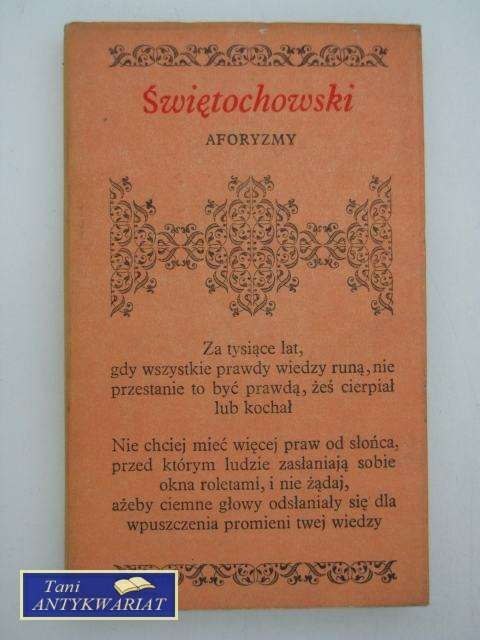 Świętochowski
AFORYZMY
Za tysiące lat,
gdy wszystkie prawdy wiedzy runą, nie
przestanie to być prawdą, żeś cierpiał
lub kochał
Nie chciej mieć więcej praw od słońca,
przed którym ludzie zasłaniają sobie
okna roletami, i nie żądaj,
ażeby ciemne głowy odsłaniały się dla
wpuszczenia promieni twej wiedzy
Tani
ANTYKWARIAT